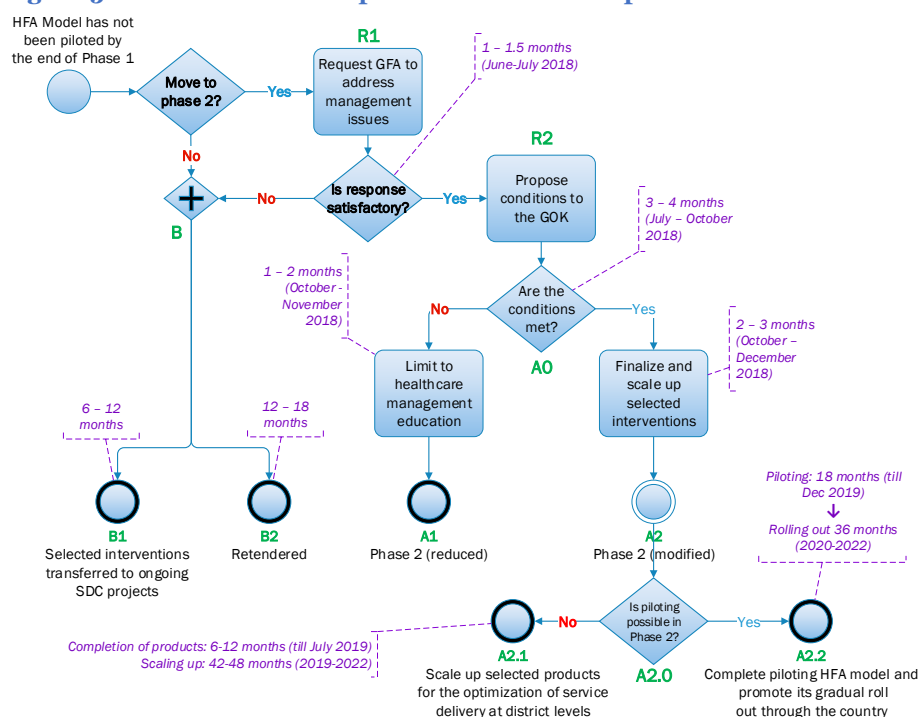 HFA Model has not
been piloted by
the end of Phase 1
Move to
phase 2?
Yes
R1
Request GFA to
address
management
issues
1 – 1.5 months
(June-July 2018)
No
Is response
satisfactory?
No
Yes
R2
Propose
conditions to
the GOK
3 – 4 months
(July – October
2018)
B
1 – 2 months
(October -
November
2018)
No
Are the
conditions
met?
Yes
A0
2 – 3 months
(October –
December
2018)
Limit to
healthcare
management
education
Finalize and
scale up
selected
interventions
6 – 12
months
12 – 18
months
B1
Selected interventions
transferred to ongoing
SDC projects
B2
Retendered
A1
Phase 2 (reduced)
A2
Phase 2 (modified)
Piloting: 18 months (till
Dec 2019)
Rolling out 36 months
(2020-2022)
Is piloting
possible in
Phase 2?
No
Yes
A2.0
Completion of products: 6-12 months (till July 2019)
Scaling up: 42-48 months (2019-2022)
A2.1
Scale up selected products
for the optimization of service
delivery at district levels
A2.2
Complete piloting HFA model and
promote its gradual roll
out through the country